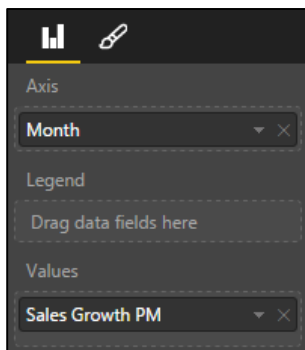 Axis
Month
Legend
Drag data fields here
Values
Sales Growth PM